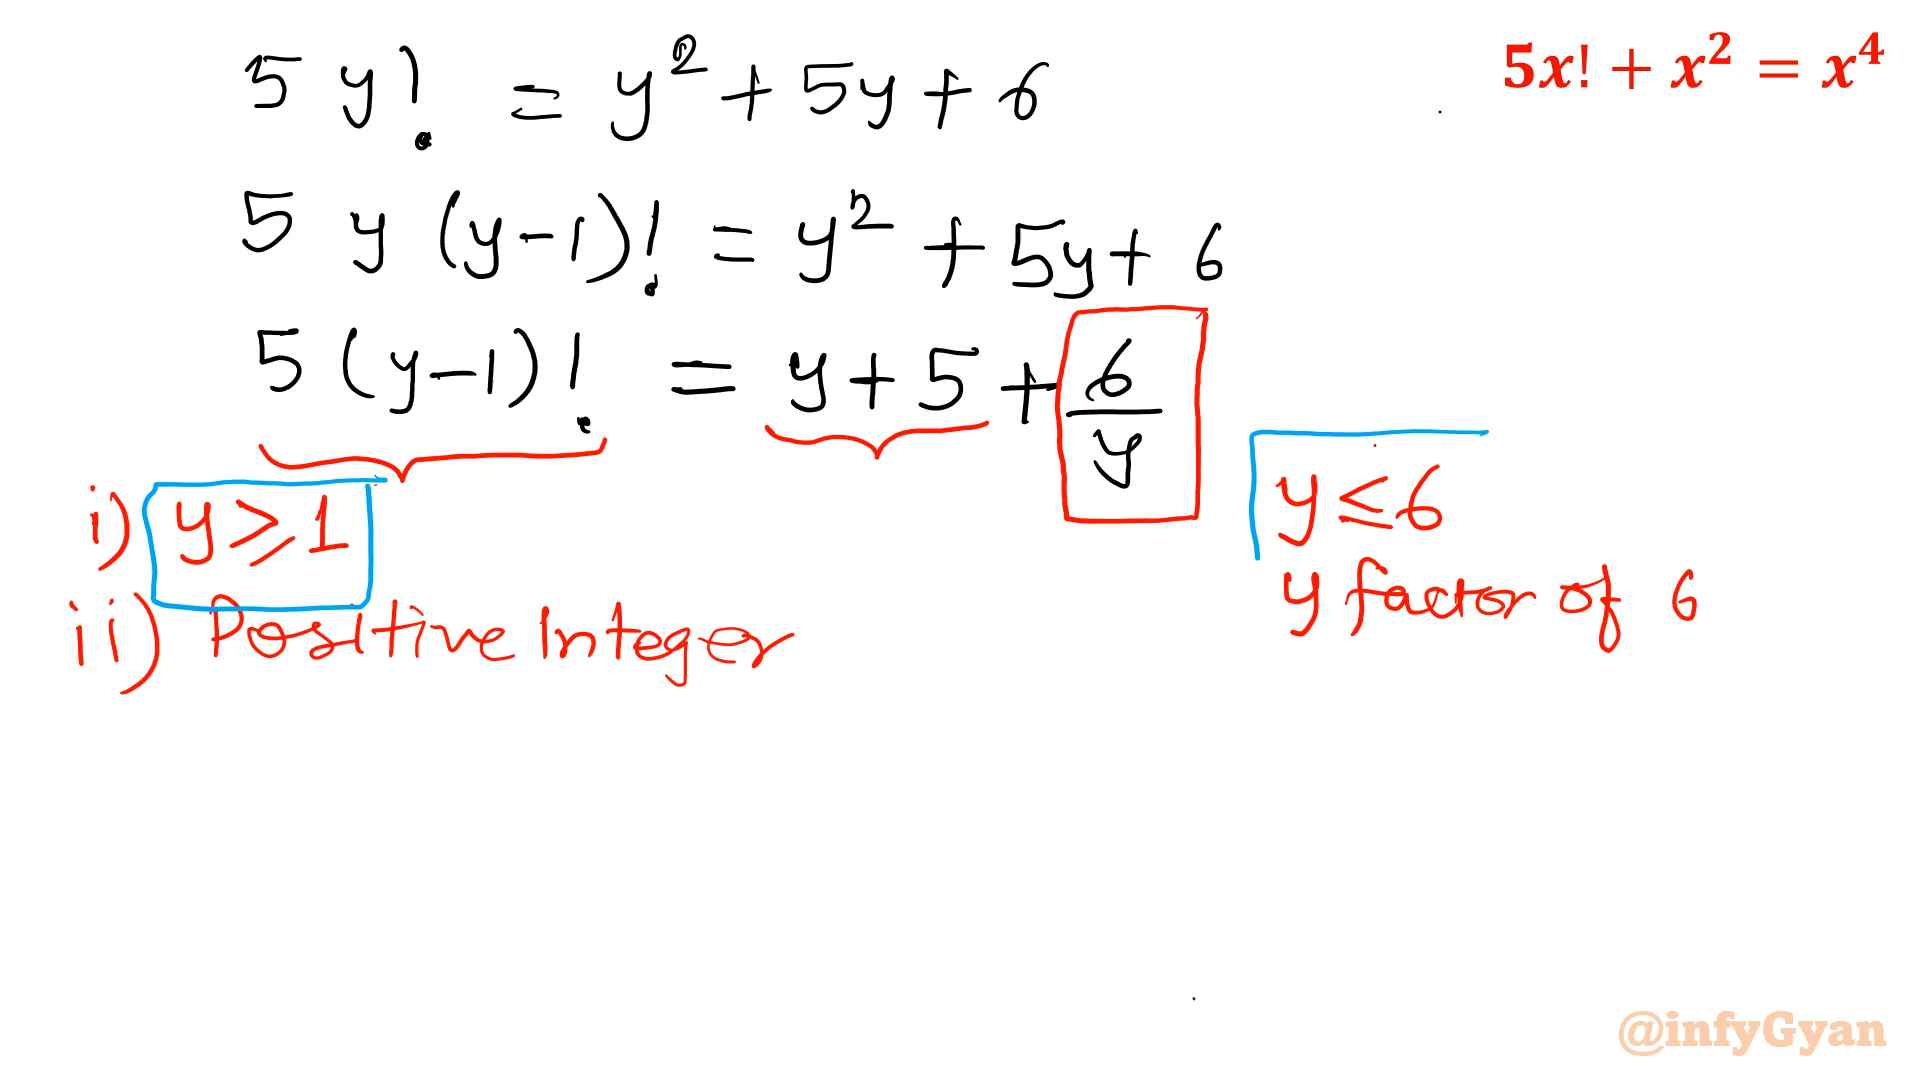 5 y! = y² + 5y + 6
5x! + x² = x⁴
5 y (y-1)! = y² + 5y + 6
5 (y-1)! = y + 5 + 6/y
i) y ≥ 1
y ≤ 6
ii) Positive Integer
y factor of 6
@infyGyan